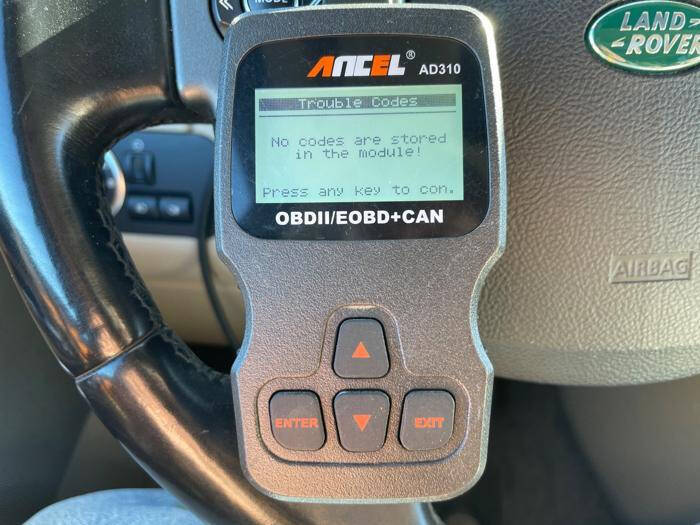 MODE
LAND
ROVER
ANCEL® AD310
Trouble Codes
No codes are stored
in the module!
Press any key to con.
OBDII/EOBD+CAN
AIRBAG
ENTER
EXIT